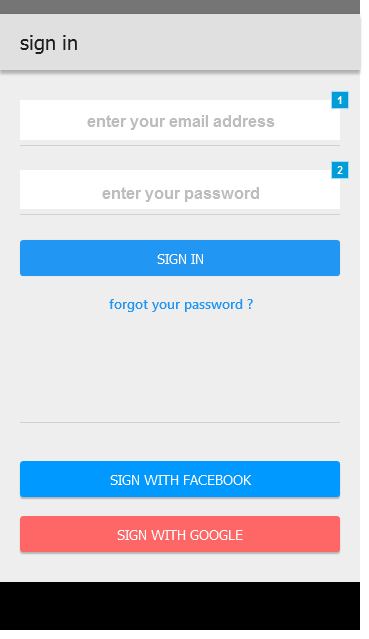 sign in
1
enter your email address
2
enter your password
SIGN IN
forgot your password ?
SIGN WITH FACEBOOK
SIGN WITH GOOGLE